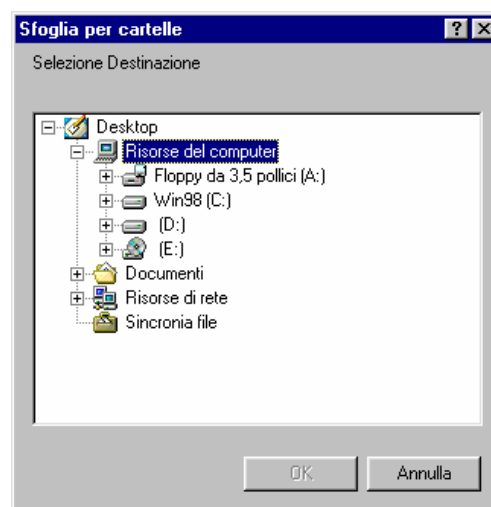 Sfoglia per cartelle
Selezione Destinazione
Desktop
Risorse del computer
Floppy da 3,5 pollici (A:)
Win98 (C:)
(D:)
(E:)
Documenti
Risorse di rete
Sincronia file
OK
Annulla